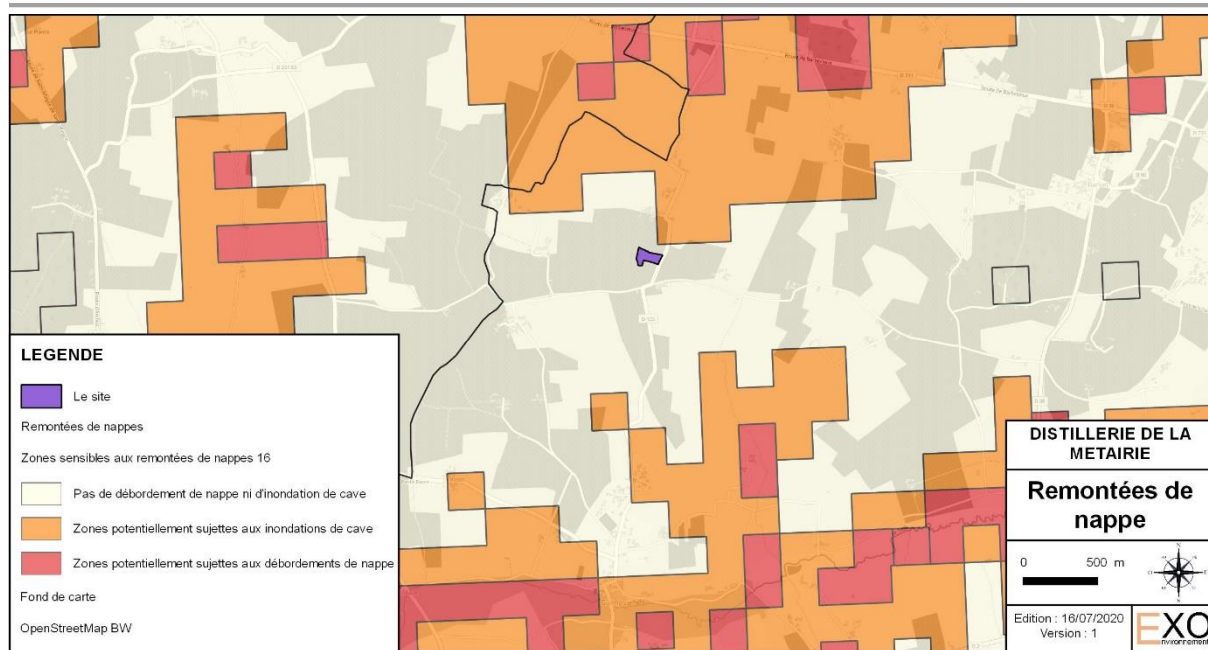 LEGENDE
Le site
Remontées de nappes
Zones sensibles aux remontées de nappes 16
Pas de débordement de nappe ni d'inondation de cave
Zones potentiellement sujettes aux inondations de cave
Zones potentiellement sujettes aux débordements de nappe
Fond de carte
OpenStreetMap BW
DISTILLERIE DE LA
METAIRIE
Remontées de
nappe
0 500 m
Edition : 16/07/2020
Version : 1
EXO
nvironnement